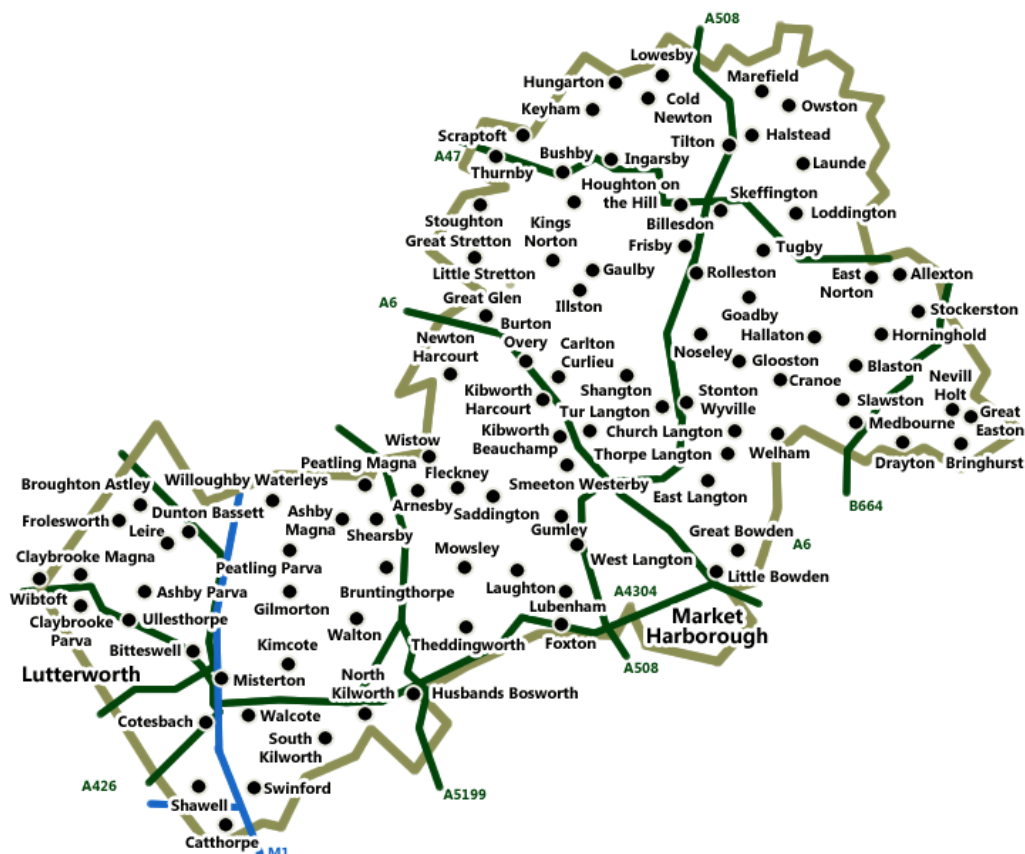 A508
Lowesby
Marefield
Hungarton
Cold
Newton
Owston
Keyham
Scraptoft
Halstead
Tilton
A47
Bushby
Ingarsby
Launde
Thurnby
Houghton on
the Hill
Skeffington
Loddington
Stoughton
Kings
Norton
Billesdon
Great Stretton
Frisby
Tugby
Little Stretton
Gaulby
Rolleston
East
Norton
Allexton
Great Glen
Illston
Goadby
Stockerston
A6
Burton
Overy
Newton
Harcourt
Carlton
Curlieu
Hallaton
Horninghold
Noseley
Glooston
Blaston
Nevill
Holt
Cranoe
Kibworth
Harcourt
Shangton
Stonton
Wyville
Slawston
Great
Easton
Tur Langton
Medbourne
Kibworth
Beauchamp
Church Langton
Wistow
Thorpe Langton
Welham
Drayton
Bringhurst
Peatling Magna
Fleckney
Broughton Astley
Willoughby Waterleys
Smeeton Westerby
East Langton
Arnesby
Saddington
B664
Dunton Bassett
Frolesworth
Ashby
Magna
Leire
Shearsby
Gumley
Great Bowden
A6
Claybrooke Magna
Mowsley
West Langton
Peatling Parva
Little Bowden
Wibtoft
Ashby Parva
Bruntingthorpe
Laughton
A4304
Gilmorton
Lubenham
Claybrooke
Parva
Ullesthorpe
Market
Harborough
Walton
Foxton
Bitteswell
Kimcote
Theddingworth
A508
Lutterworth
Misterton
North
Kilworth
Husbands Bosworth
Cotesbach
Walcote
South
Kilworth
A426
Swinford
A5199
Shawell
Catthorpe
M1